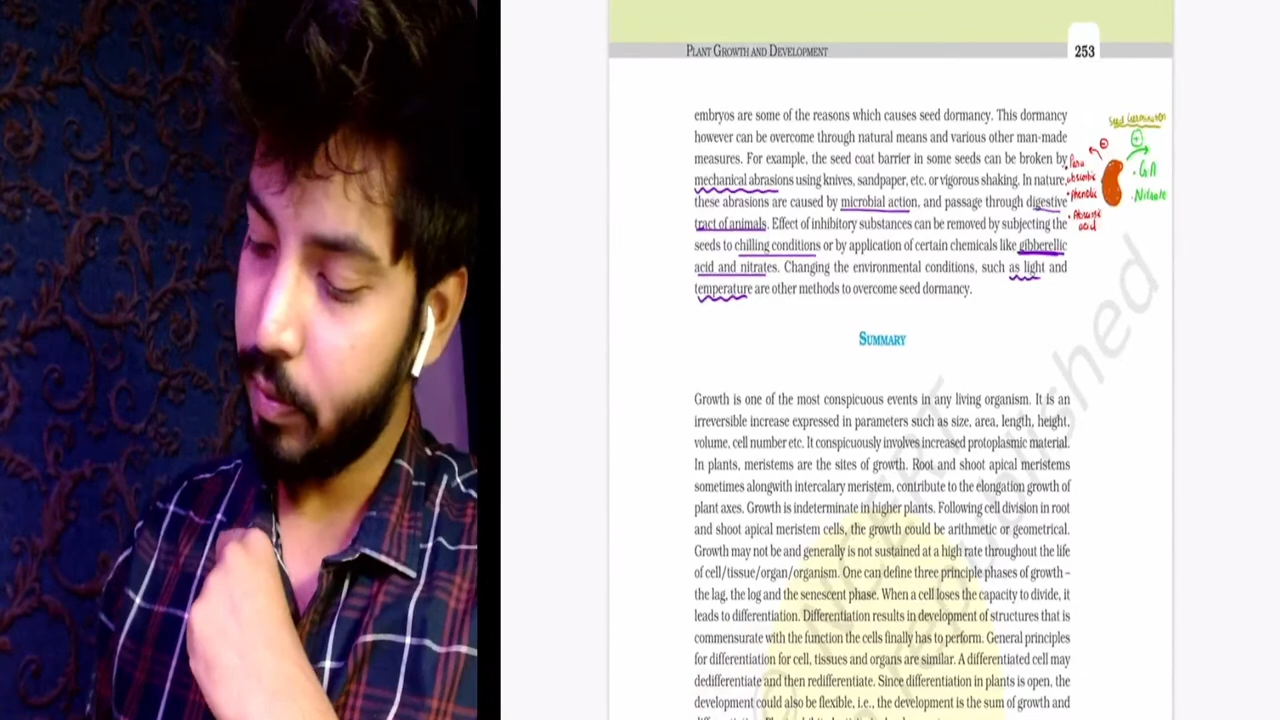 PLANT GROWTH AND DEVELOPMENT
253
embryos are some of the reasons which causes seed dormancy. This dormancy
however can be overcome through natural means and various other man-made
measures. For example, the seed coat barrier in some seeds can be broken by
mechanical abrasions using knives, sandpaper, etc. or vigorous shaking. In nature,
these abrasions are caused by microbial action, and passage through digestive
tract of animals. Effect of inhibitory substances can be removed by subjecting the
seeds to chilling conditions or by application of certain chemicals like gibberellic
acid and nitrates. Changing the environmental conditions, such as light and
temperature are other methods to overcome seed dormancy.
Seed Germination
Para
ascorbic
• phenolic
• Abscisic
acid
• GA
• Nitrate
SUMMARY
Growth is one of the most conspicuous events in any living organism. It is an
irreversible increase expressed in parameters such as size, area, length, height,
volume, cell number etc. It conspicuously involves increased protoplasmic material.
In plants, meristems are the sites of growth. Root and shoot apical meristems
sometimes alongwith intercalary meristem, contribute to the elongation growth of
plant axes. Growth is indeterminate in higher plants. Following cell division in root
and shoot apical meristem cells, the growth could be arithmetic or geometrical.
Growth may not be and generally is not sustained at a high rate throughout the life
of cell/tissue/organ/organism. One can define three principle phases of growth –
the lag, the log and the senescent phase. When a cell loses the capacity to divide, it
leads to differentiation. Differentiation results in development of structures that is
commensurate with the function the cells finally has to perform. General principles
for differentiation for cell, tissues and organs are similar. A differentiated cell may
dedifferentiate and then redifferentiate. Since differentiation in plants is open, the
development could also be flexible, i.e., the development is the sum of growth and
© NCERT
republished